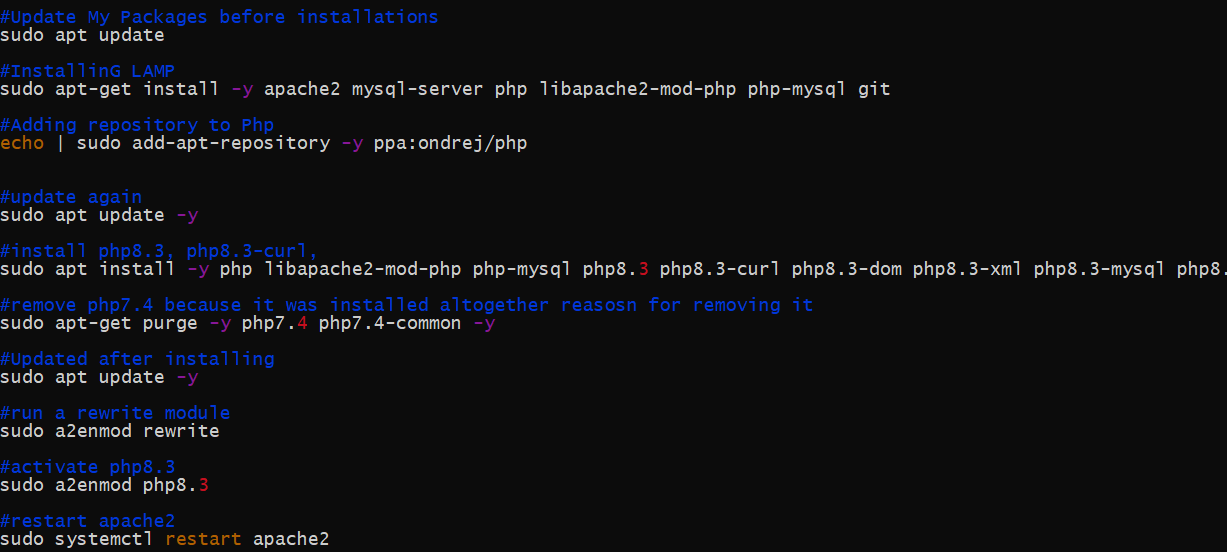 #Update My Packages before installations
sudo apt update
#InstallinG LAMP
sudo apt-get install -y apache2 mysql-server php libapache2-mod-php php-mysql git
#Adding repository to Php
echo | sudo add-apt-repository -y ppa:ondrej/php
#update again
sudo apt update -y
#install php8.3, php8.3-curl,
sudo apt install -y php libapache2-mod-php php-mysql php8.3 php8.3-curl php8.3-dom php8.3-xml php8.3-mysql php8.
#remove php7.4 because it was installed altogether reasosn for removing it
sudo apt-get purge -y php7.4 php7.4-common -y
#Updated after installing
sudo apt update -y
#run a rewrite module
sudo a2enmod rewrite
#activate php8.3
sudo a2enmod php8.3
#restart apache2
sudo systemctl restart apache2